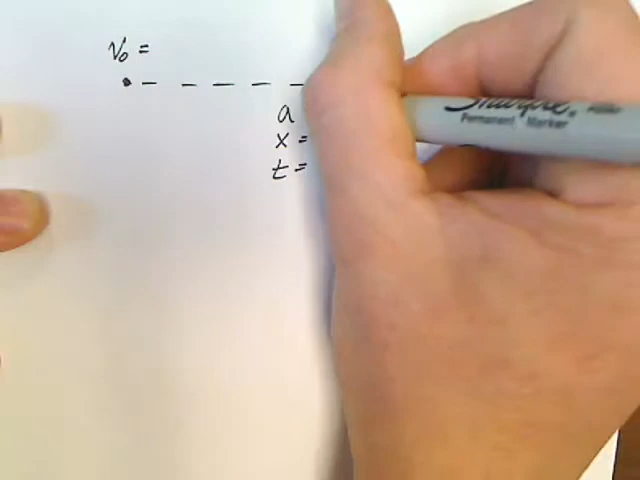 V₀ =
a
x =
t =
Sharpie.
Permanent Marker